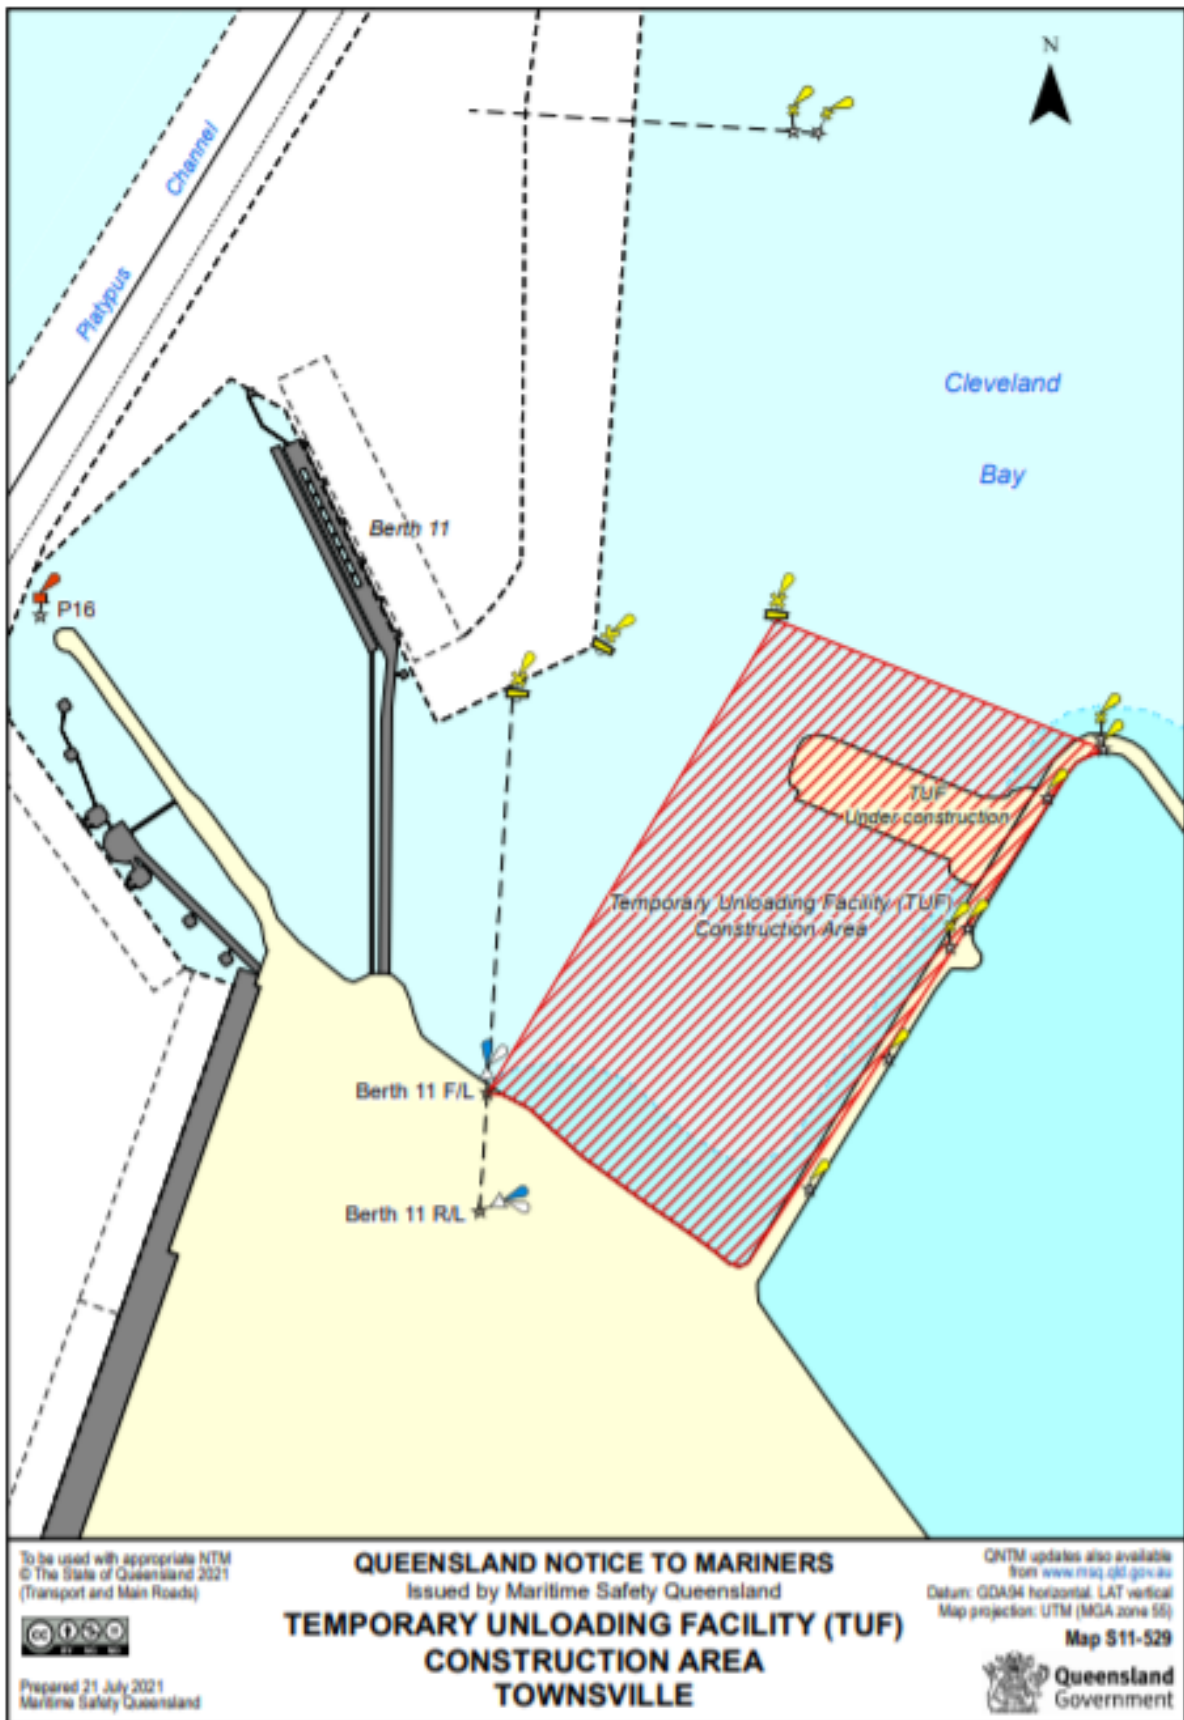 N
Platypus Channel
Cleveland
Bay
Berth 11
P16
TUF
Under construction
Temporary Unloading Facility (TUF)
Construction Area
Berth 11 F/L
Berth 11 R/L
To be used with appropriate NTM
© The State of Queensland 2021
(Transport and Main Roads)
cc
BY NC ND
Prepared 21 July 2021
Maritime Safety Queensland
QUEENSLAND NOTICE TO MARINERS
Issued by Maritime Safety Queensland
TEMPORARY UNLOADING FACILITY (TUF)
CONSTRUCTION AREA
TOWNSVILLE
QNTM updates also available
from www.msq.qld.gov.au
Datum: GDA94 horizontal. LAT vertical
Map projection: UTM (MGA zone 55)
Map S11-529
Queensland
Government